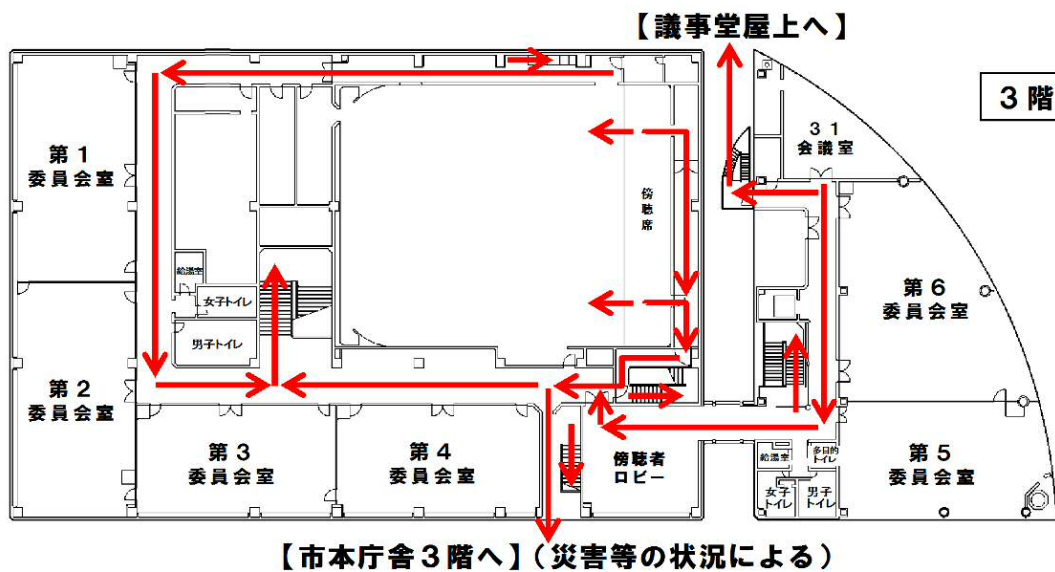 【議事堂屋上へ】
3階
第1
委員会室
31
会議室
傍聴席
給湯室
女子トイレ
男子トイレ
第6
委員会室
第2
委員会室
第3
委員会室
第4
委員会室
傍聴者
ロビー
給湯室
多目的
トイレ
女子
トイレ
男子
トイレ
第5
委員会室
【市本庁舎3階へ】(災害等の状況による)